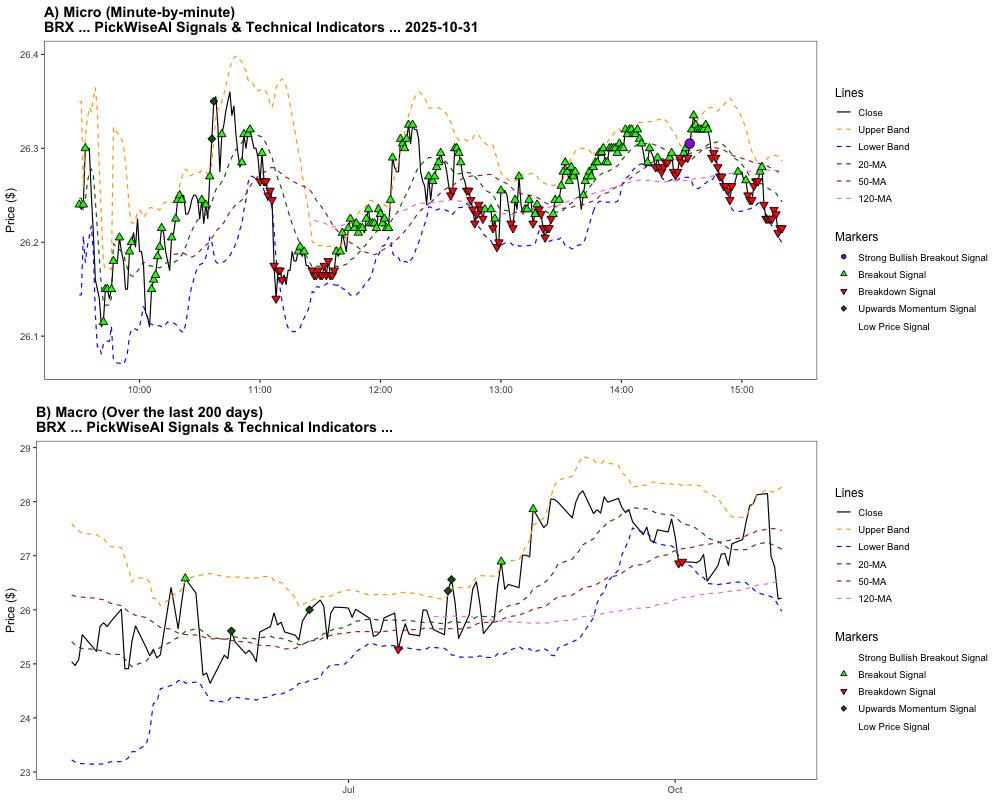 A) Micro (Minute-by-minute)
BRX ... PickWiseAI Signals & Technical Indicators ... 2025-10-31
Price ($)
26.4
26.3
26.2
26.1
10:00 11:00 12:00 13:00 14:00 15:00
Lines
Close
Upper Band
Lower Band
20-MA
50-MA
120-MA
Markers
Strong Bullish Breakout Signal
Breakout Signal
Breakdown Signal
Upwards Momentum Signal
Low Price Signal
B) Macro (Over the last 200 days)
BRX ... PickWiseAI Signals & Technical Indicators ...
Price ($)
29
28
27
26
25
24
23
Jul Oct
Lines
Close
Upper Band
Lower Band
20-MA
50-MA
120-MA
Markers
Strong Bullish Breakout Signal
Breakout Signal
Breakdown Signal
Upwards Momentum Signal
Low Price Signal